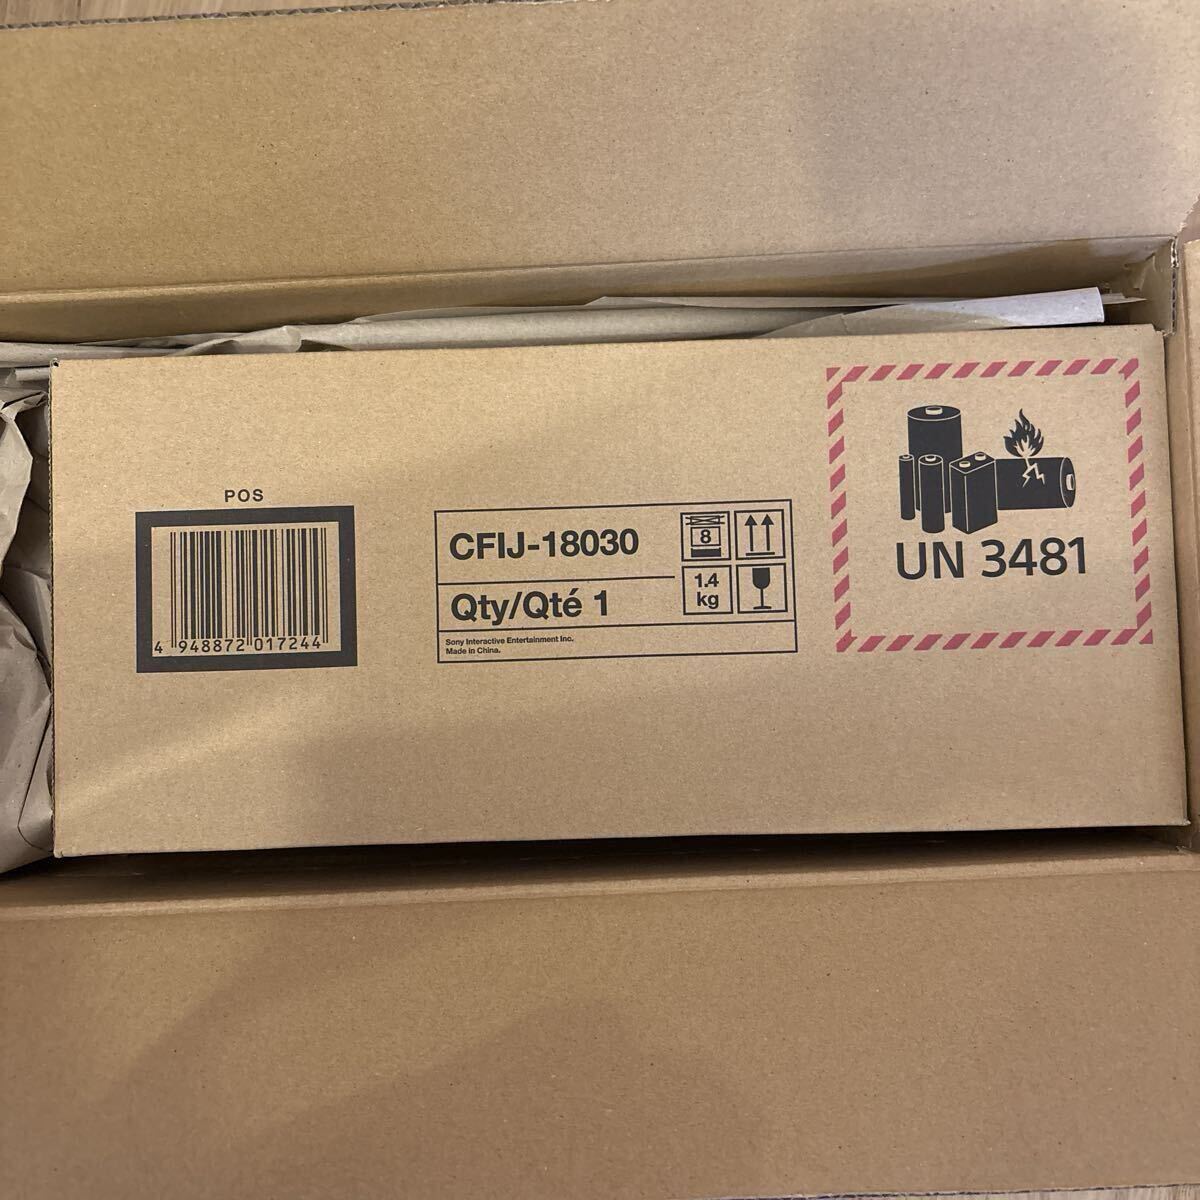 POS
4 948872 017244
CFIJ-18030
Qty/Qté 1
Sony Interactive Entertainment Inc.
Made in China.
8
1.4
kg
UN 3481